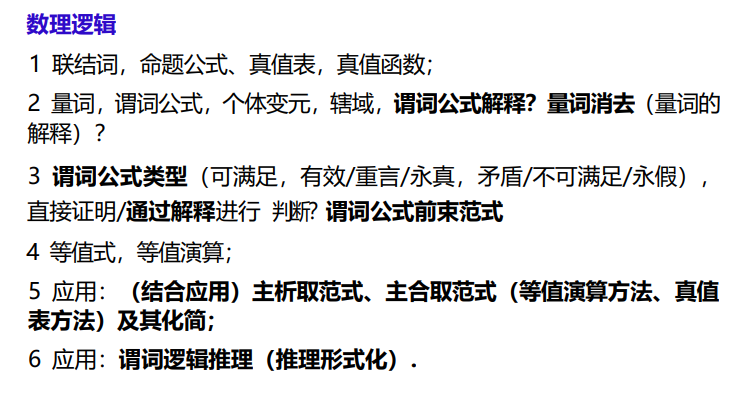 数理逻辑
1 联结词，命题公式、真值表，真值函数；
2 量词，谓词公式，个体变元，辖域，谓词公式解释？量词消去（量词的
解释）？
3 谓词公式类型（可满足，有效/重言/永真，矛盾/不可满足/永假），
直接证明/通过解释进行 判断? 谓词公式前束范式
4 等值式，等值演算；
5 应用：（结合应用）主析取范式、主合取范式（等值演算方法、真值
表方法）及其化简；
6 应用：谓词逻辑推理（推理形式化）.